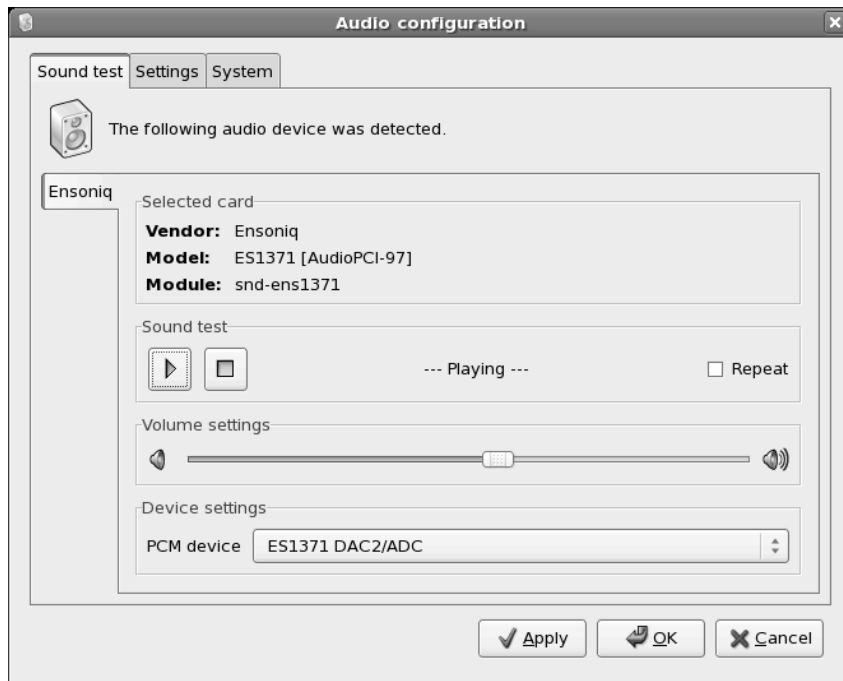 Audio configuration
Sound test Settings System
The following audio device was detected.
Ensoniq
Selected card
Vendor: Ensoniq
Model: ES1371 [AudioPCI-97]
Module: snd-ens1371
Sound test
--- Playing --- Repeat
Volume settings
Device settings
PCM device ES1371 DAC2/ADC
Apply OK Cancel